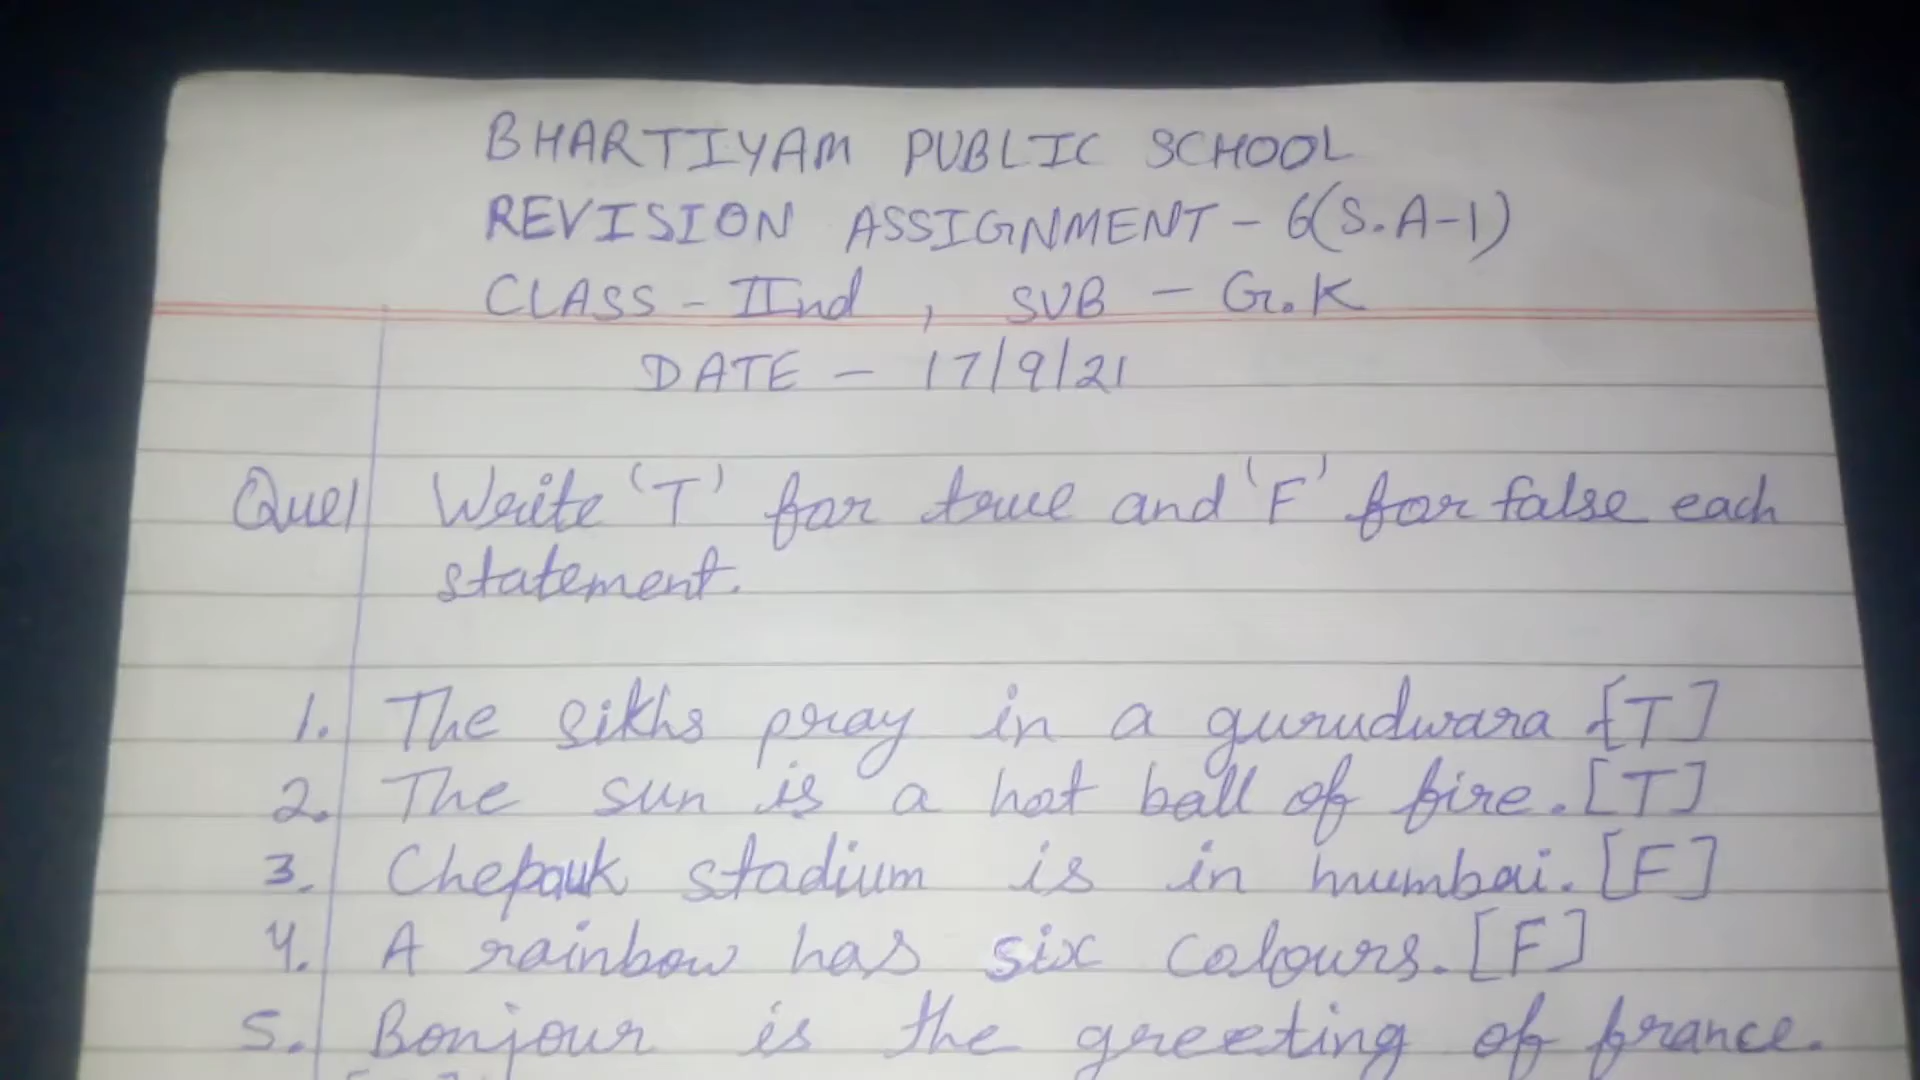 BHARTIYAM PUBLIC SCHOOL
REVISION ASSIGNMENT - 6(S.A-1)
CLASS - IInd , SUB - G.K
DATE - 17/9/21
Que1 Write 'T' for true and 'F' for false each
statement.
1. The sikhs pray in a gurudwara [T]
2. The sun is a hot ball of fire. [T]
3. Chepauk stadium is in mumbai. [F]
4. A rainbow has six colours. [F]
5. Bonjour is the greeting of france.